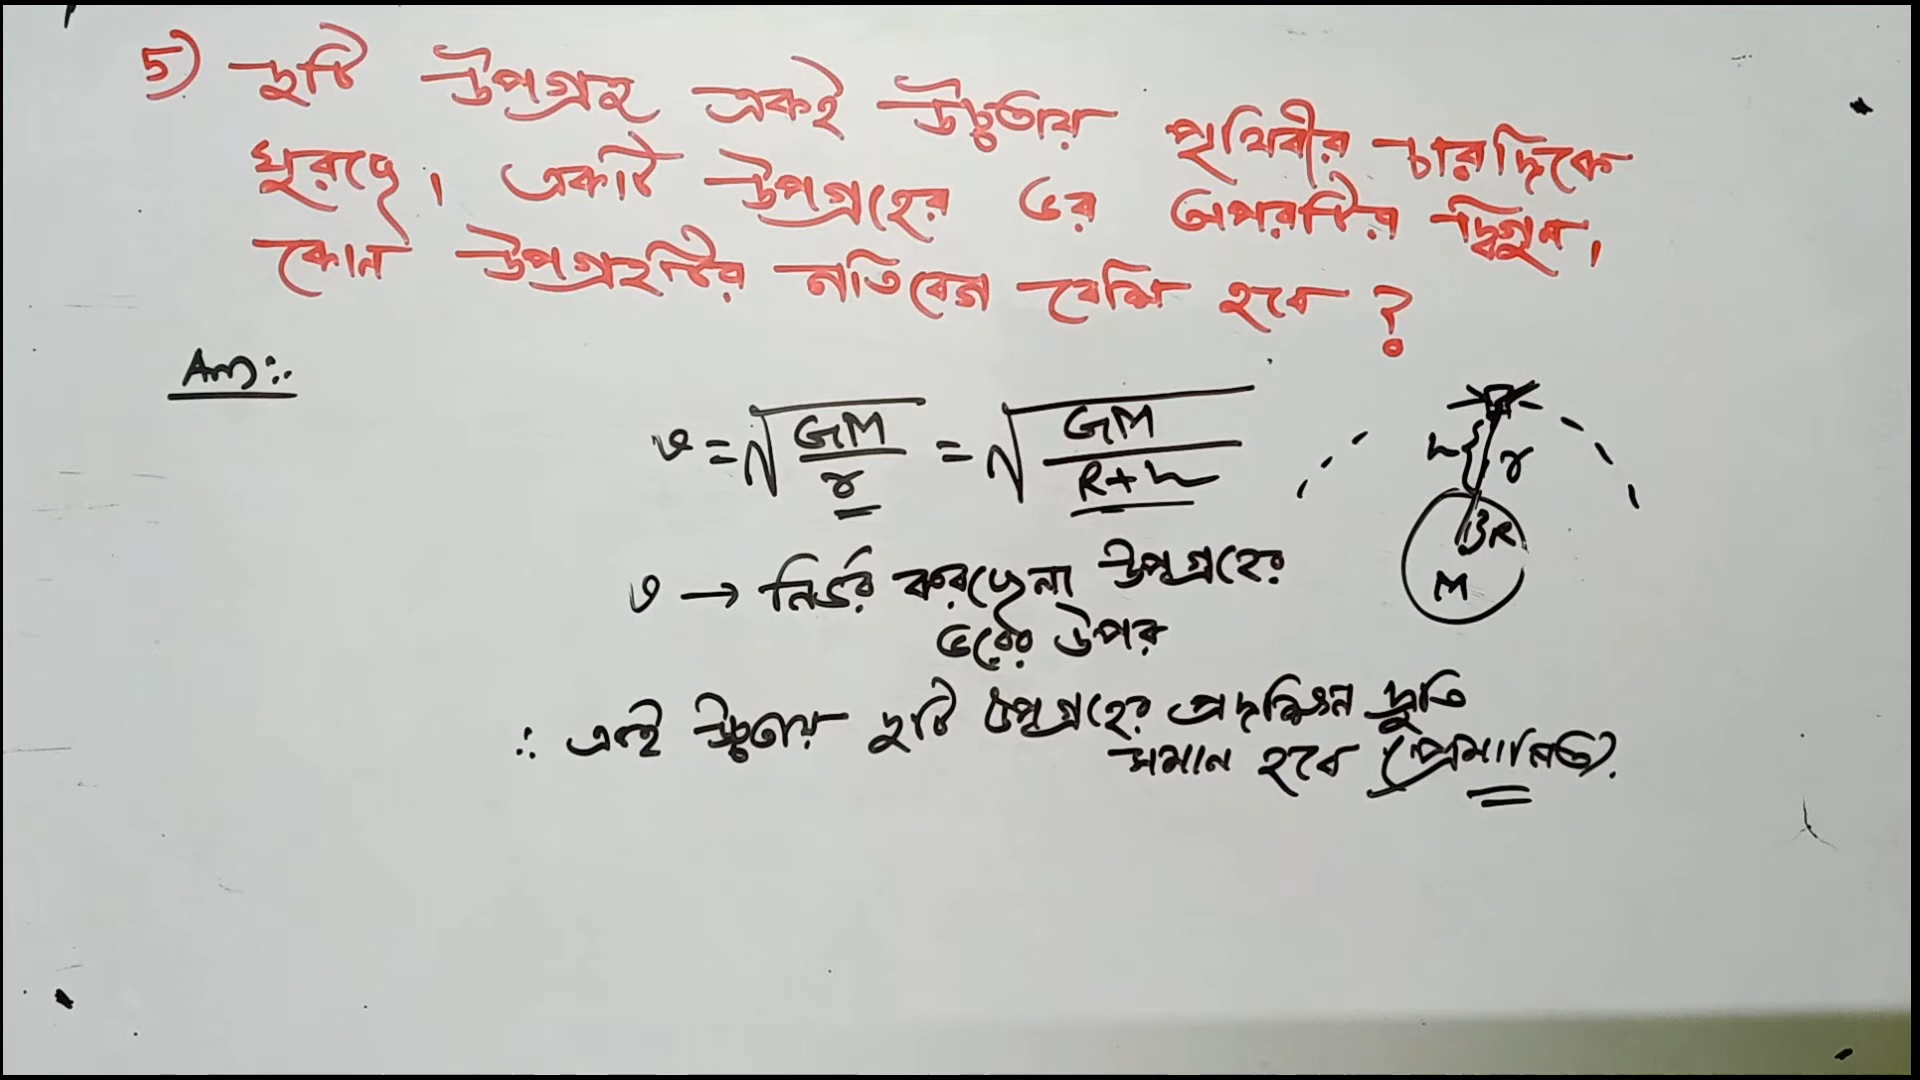 5) দুটি উপগ্রহ একই উচ্চতায় পৃথিবীর চারদিকে
ঘুরছে। একটি উপগ্রহের ভর অপরটির দ্বিগুন।
কোন উপগ্রহটির গতিবেগ বেশি হবে ?
Ans:.
v = √(GM/r) = √(GM/(R+h))
h r
R
M
v → নির্ভর করছেনা উপগ্রহের
ভরের উপর
∴ একই উচ্চতায় দুটি উপগ্রহের প্রদক্ষিণ দ্রুতি
সমান হবে (প্রমানিত).